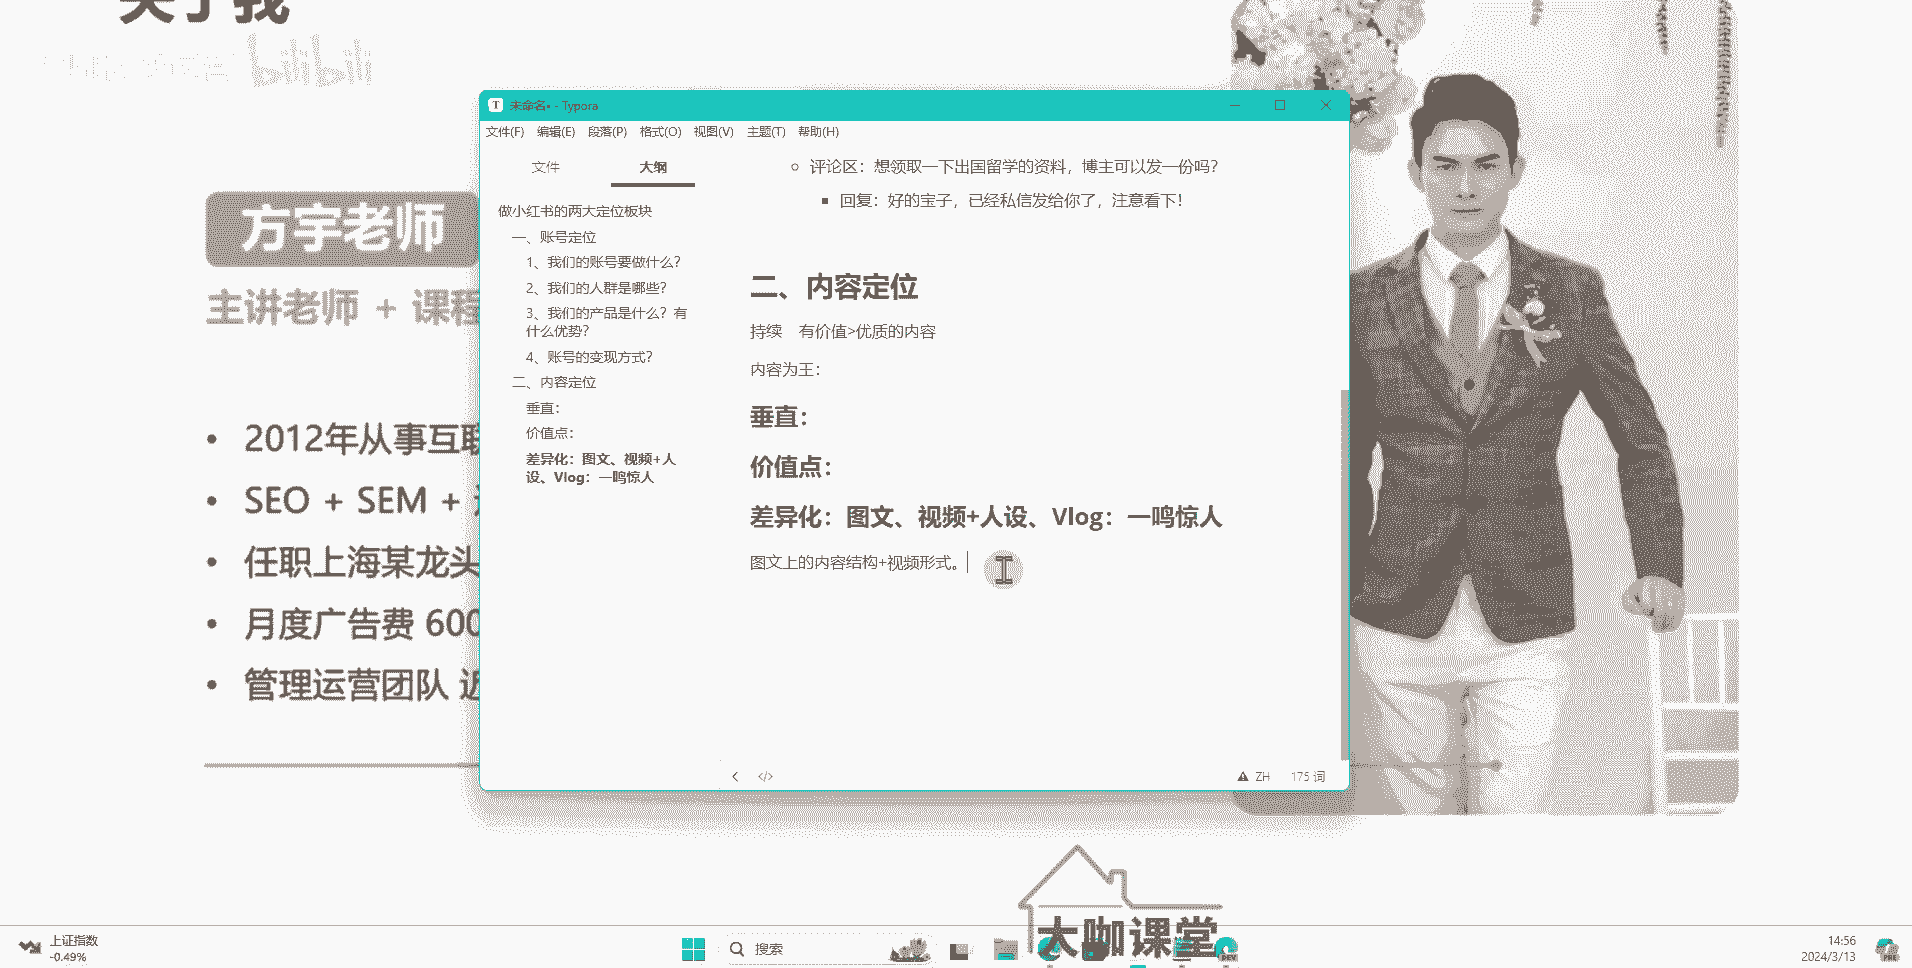 关于我
bilibili
方宇老师
主讲老师 + 课程
2012年从事互联
SEO + SEM +
任职上海某龙头
月度广告费 600
管理运营团队 近
未命名• - Typora
文件(F) 编辑(E) 段落(P) 格式(O) 视图(V) 主题(T) 帮助(H)
文件 大纲
做小红书的两大定位板块
一、账号定位
1、我们的账号要做什么?
2、我们的人群是哪些?
3、我们的产品是什么?有
什么优势?
4、账号的变现方式?
二、内容定位
垂直:
价值点:
差异化:图文、视频+人
设、Vlog:一鸣惊人
评论区:想领取一下出国留学的资料,博主可以发一份吗?
回复:好的宝子,已经私信发给你了,注意看下!
二、内容定位
持续 有价值>优质的内容
内容为王:
垂直:
价值点:
差异化:图文、视频+人设、Vlog:一鸣惊人
图文上的内容结构+视频形式。
ZH 175 词
大咖课堂
上证指数
-0.49%
搜索
DEV
14:56
2024/3/13
PRE